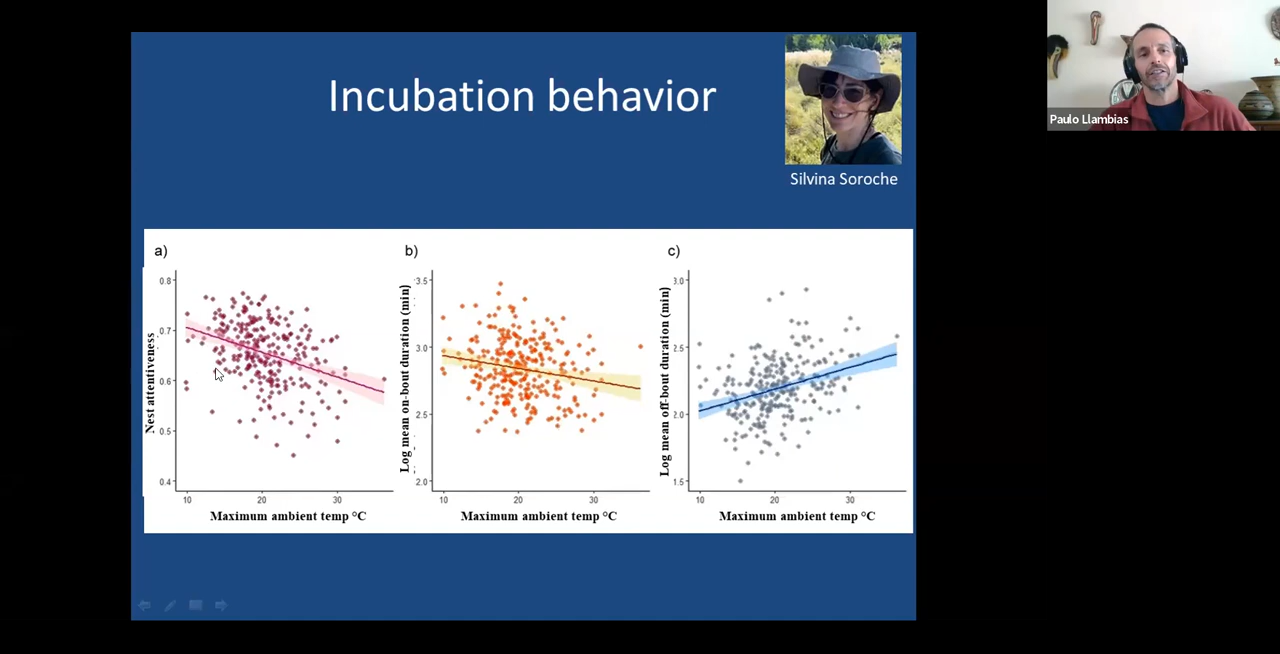 Incubation behavior
Silvina Soroche
Paulo Llambias
a)
b)
c)
0.8
0.7
0.6
0.5
0.4
Nest attentiveness
10
20
30
Maximum ambient temp °C
3.5
3.0
2.5
2.0
Log mean on-bout duration (min)
10
20
30
Maximum ambient temp °C
3.0
2.5
2.0
1.5
Log mean off-bout duration (min)
10
20
30
Maximum ambient temp °C